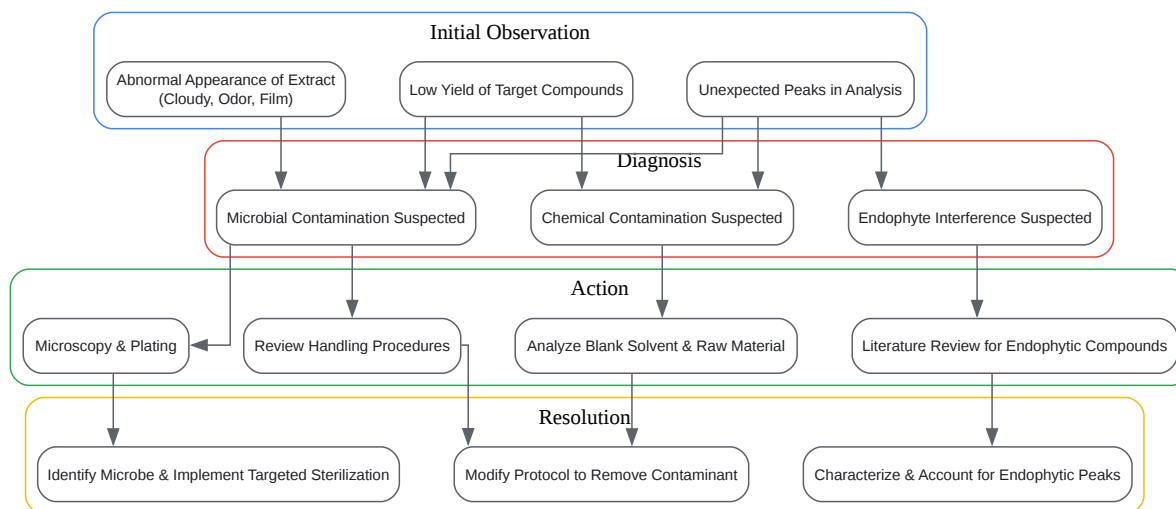 Initial Observation
Abnormal Appearance of Extract
(Cloudy, Odor, Film)
Low Yield of Target Compounds
Unexpected Peaks in Analysis
Diagnosis
Microbial Contamination Suspected
Chemical Contamination Suspected
Endophyte Interference Suspected
Action
Microscopy & Plating
Review Handling Procedures
Analyze Blank Solvent & Raw Material
Literature Review for Endophytic Compounds
Resolution
Identify Microbe & Implement Targeted Sterilization
Modify Protocol to Remove Contaminant
Characterize & Account for Endophytic Peaks